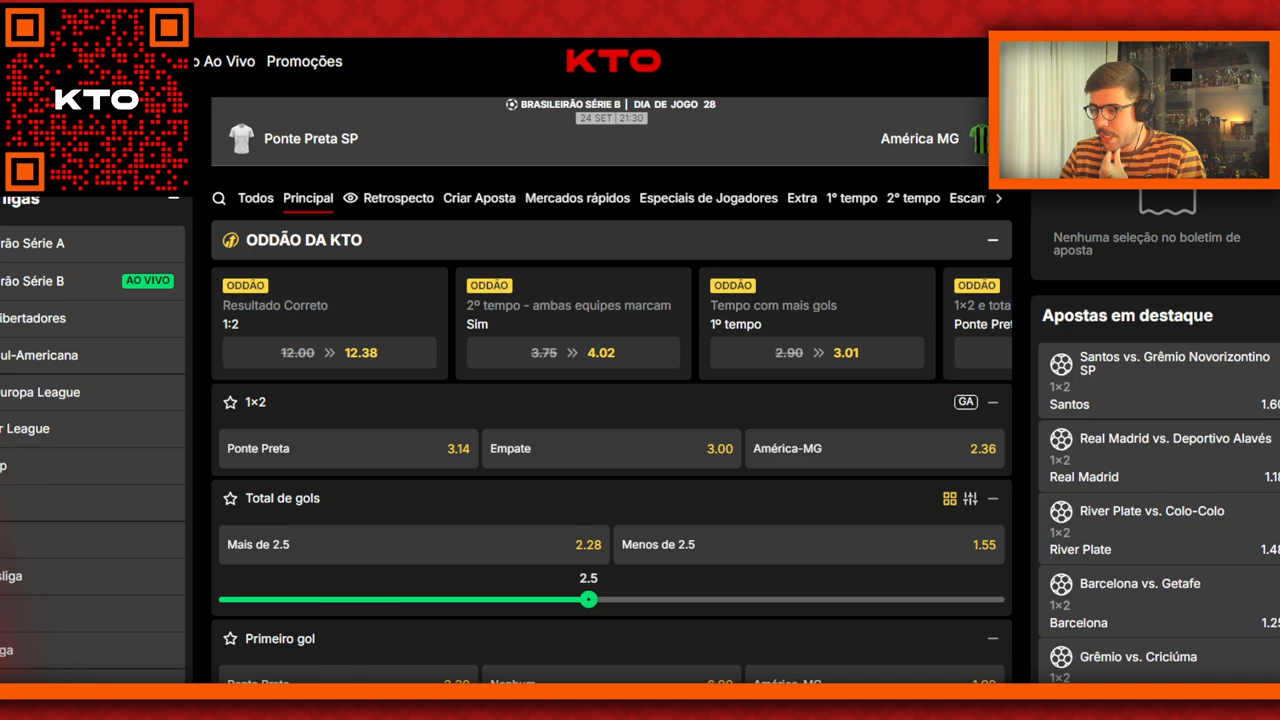 KTO
o Ao Vivo
Promoções
KTO
BRASILEIRÃO SÉRIE B | DIA DE JOGO 28
24 SET | 21:30
Ponte Preta SP
América MG
Todos
Principal
Retrospecto
Criar Aposta
Mercados rápidos
Especiais de Jogadores
Extra
1º tempo
2º tempo
Escan
ligas
rão Série A
rão Série B
AO VIVO
ibertadores
ul-Americana
uropa League
r League
p
sliga
ga
ODDÃO DA KTO
ODDÃO
Resultado Correto
1:2
12.00 » 12.38
ODDÃO
2º tempo - ambas equipes marcam
Sim
3.75 » 4.02
ODDÃO
Tempo com mais gols
1º tempo
2.90 » 3.01
ODDÃO
1×2 e tota
Ponte Pret
1×2
GA
Ponte Preta 3.14
Empate 3.00
América-MG 2.36
Total de gols
Mais de 2.5 2.28
Menos de 2.5 1.55
2.5
Primeiro gol
Ponte Preta
Nenhum
América-MG
Nenhuma seleção no boletim de
aposta
Apostas em destaque
Santos vs. Grêmio Novorizontino
SP
1×2
Santos 1.60
Real Madrid vs. Deportivo Alavés
1×2
Real Madrid 1.18
River Plate vs. Colo-Colo
1×2
River Plate 1.48
Barcelona vs. Getafe
1×2
Barcelona 1.25
Grêmio vs. Criciúma
1×2